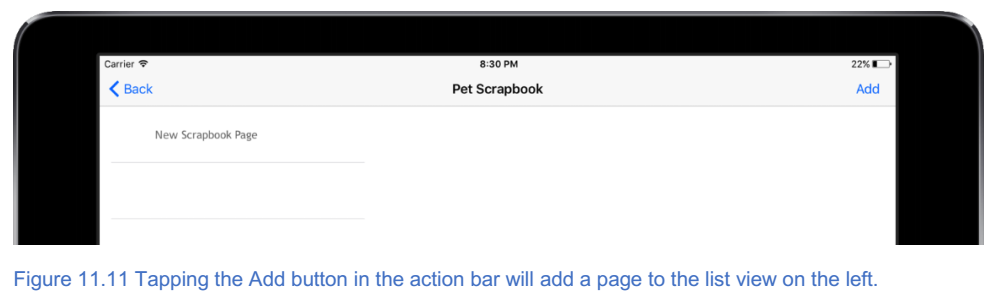 Carrier 8:30 PM 22%
Back Pet Scrapbook Add
New Scrapbook Page
Figure 11.11 Tapping the Add button in the action bar will add a page to the list view on the left.